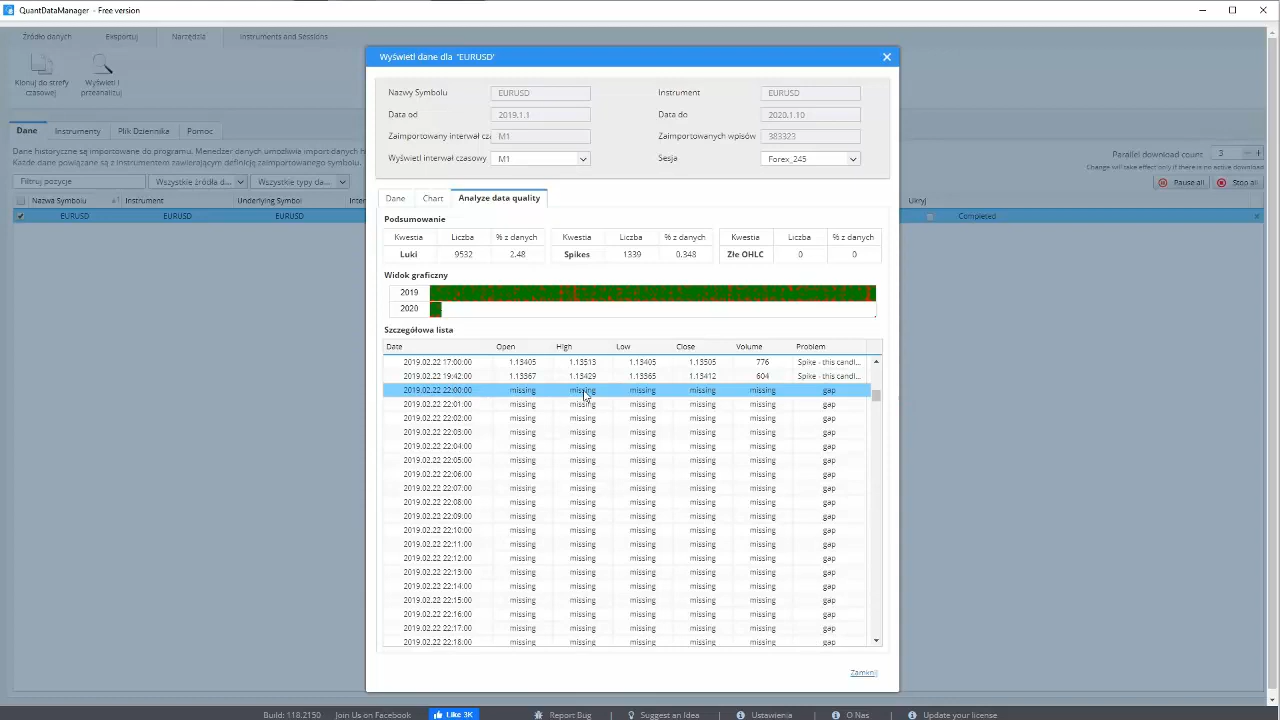 QuantDataManager - Free version
Źródło danych Eksportuj Narzędzia Instruments and Sessions
Klonuj do strefy czasowej
Wyświetl i przeanalizuj
Dane Instrumenty Plik Dziennika Pomoc
Dane historyczne są importowane do programu. Menedżer danych umożliwia import danych h
Każde dane powiązane są z Instrumentem zawierającym definicję zaimportowanego symbolu.
Parallel download count: 3
Change will take effect only if there is no active download
Filtruj pozycje Wszystkie źródła d... Wszystkie typy da... Pause all Stop all
Nazwa Symbolu Instrument Underlying Symbol Inter Ukryj
EURUSD EURUSD EURUSD Completed
Wyświetl dane dla "EURUSD"
Nazwy Symbolu EURUSD Instrument EURUSD
Data od 2019.1.1 Data do 2020.1.10
Zaimportowany interwał cza M1 Zaimportowanych wpisów 383323
Wyświetl interwał czasowy M1 Sesja Forex_245
Dane Chart Analyze data quality
Podsumowanie
Kwestia Liczba % z danych Kwestia Liczba % z danych Kwestia Liczba % z danych
Luki 9532 2.48 Spikes 1339 0.348 Złe OHLC 0 0
Widok graficzny
2019
2020
Szczegółowa lista
Date Open High Low Close Volume Problem
2019.02.22 17:00:00 1.13405 1.13513 1.13405 1.13505 776 Spike - this candl...
2019.02.22 19:42:00 1.13367 1.13429 1.13365 1.13412 604 Spike - this candl...
2019.02.22 22:00:00 missing missing missing missing missing gap
2019.02.22 22:01:00 missing missing missing missing missing gap
2019.02.22 22:02:00 missing missing missing missing missing gap
2019.02.22 22:03:00 missing missing missing missing missing gap
2019.02.22 22:04:00 missing missing missing missing missing gap
2019.02.22 22:05:00 missing missing missing missing missing gap
2019.02.22 22:06:00 missing missing missing missing missing gap
2019.02.22 22:07:00 missing missing missing missing missing gap
2019.02.22 22:08:00 missing missing missing missing missing gap
2019.02.22 22:09:00 missing missing missing missing missing gap
2019.02.22 22:10:00 missing missing missing missing missing gap
2019.02.22 22:11:00 missing missing missing missing missing gap
2019.02.22 22:12:00 missing missing missing missing missing gap
2019.02.22 22:13:00 missing missing missing missing missing gap
2019.02.22 22:14:00 missing missing missing missing missing gap
2019.02.22 22:15:00 missing missing missing missing missing gap
2019.02.22 22:16:00 missing missing missing missing missing gap
2019.02.22 22:17:00 missing missing missing missing missing gap
2019.02.22 22:18:00 missing missing missing missing missing gap
Zamknij
Build: 118.2150 Join Us on Facebook Like 3K Report Bug Suggest an Idea Ustawienia O Nas Update your license